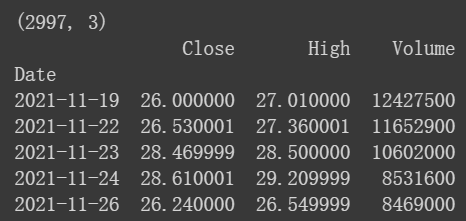 (2997, 3)
Close High Volume
Date
2021-11-19 26.000000 27.010000 12427500
2021-11-22 26.530001 27.360001 11652900
2021-11-23 28.469999 28.500000 10602000
2021-11-24 28.610001 29.209999 8531600
2021-11-26 26.240000 26.549999 8469000